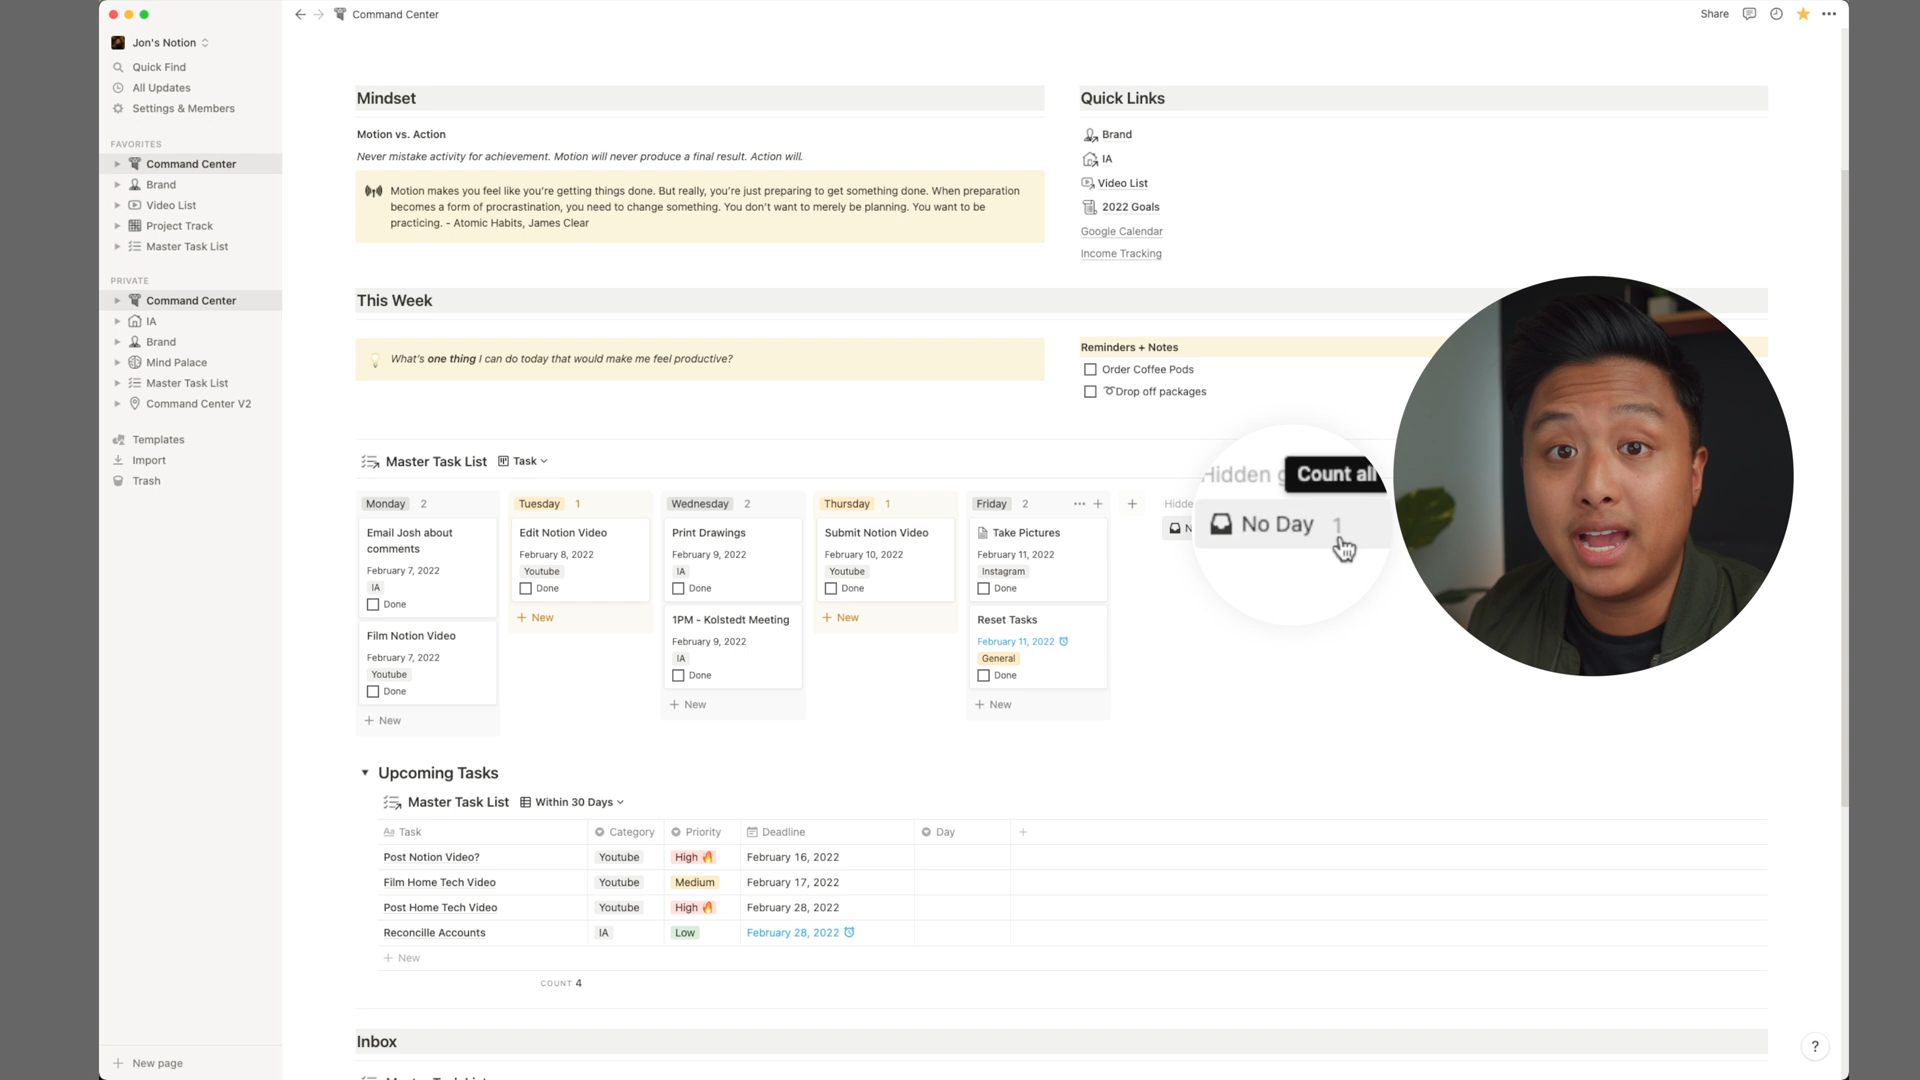 Jon's Notion
Quick Find
All Updates
Settings & Members
FAVORITES
Command Center
Brand
Video List
Project Track
Master Task List
PRIVATE
Command Center
IA
Brand
Mind Palace
Master Task List
Command Center V2
Templates
Import
Trash
New page
Command Center
Share
Mindset
Motion vs. Action
Never mistake activity for achievement. Motion will never produce a final result. Action will.
Motion makes you feel like you're getting things done. But really, you're just preparing to get something done. When preparation
becomes a form of procrastination, you need to change something. You don't want to merely be planning. You want to be
practicing. - Atomic Habits, James Clear
Quick Links
Brand
IA
Video List
2022 Goals
Google Calendar
Income Tracking
This Week
What's one thing I can do today that would make me feel productive?
Reminders + Notes
Order Coffee Pods
Drop off packages
Master Task List Task
Monday 2
Email Josh about
comments
February 7, 2022
IA
Done
Film Notion Video
February 7, 2022
Youtube
Done
+ New
Tuesday 1
Edit Notion Video
February 8, 2022
Youtube
Done
+ New
Wednesday 2
Print Drawings
February 9, 2022
IA
Done
1PM - Kolstedt Meeting
February 9, 2022
IA
Done
+ New
Thursday 1
Submit Notion Video
February 10, 2022
Youtube
Done
+ New
Friday 2
Take Pictures
February 11, 2022
Instagram
Done
Reset Tasks
February 11, 2022
General
Done
+ New
Hidde
N
Hidden g
Count all
No Day 1
Upcoming Tasks
Master Task List Within 30 Days
Aa Task Category Priority Deadline Day
Post Notion Video? Youtube High 🔥 February 16, 2022
Film Home Tech Video Youtube Medium February 17, 2022
Post Home Tech Video Youtube High 🔥 February 28, 2022
Reconcille Accounts IA Low February 28, 2022
+ New
COUNT 4
Inbox
Master Task List
?